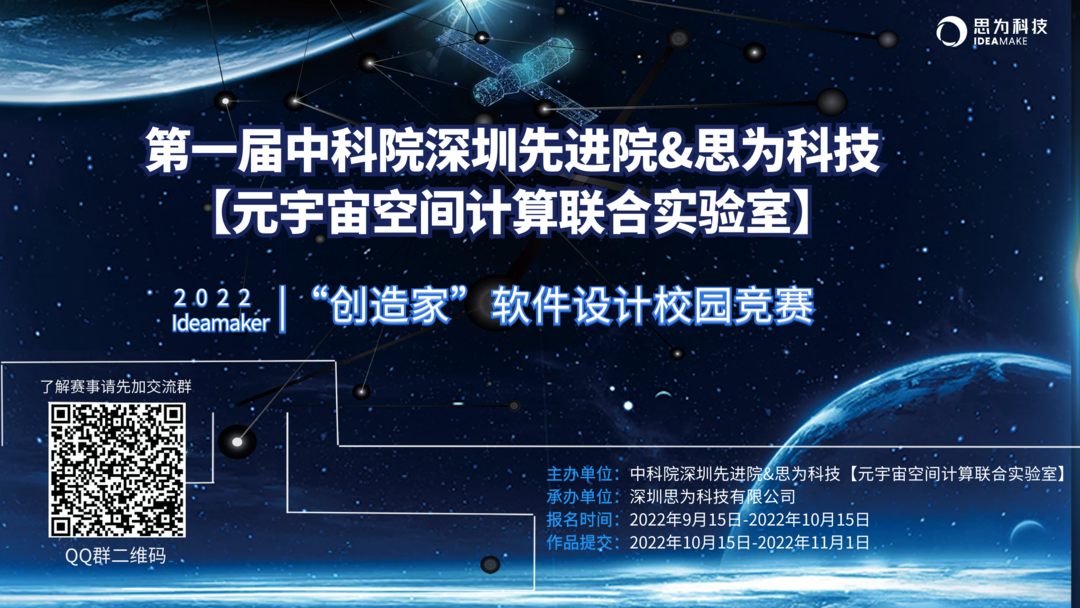 思为科技
IDEAMAKE
第一届中科院深圳先进院&思为科技
【元宇宙空间计算联合实验室】
2022
Ideamaker
“创造家”软件设计校园竞赛
了解赛事请先加交流群
QQ群二维码
主办单位：中科院深圳先进院&思为科技【元宇宙空间计算联合实验室】
承办单位：深圳思为科技有限公司
报名时间：2022年9月15日-2022年10月15日
作品提交：2022年10月15日-2022年11月1日